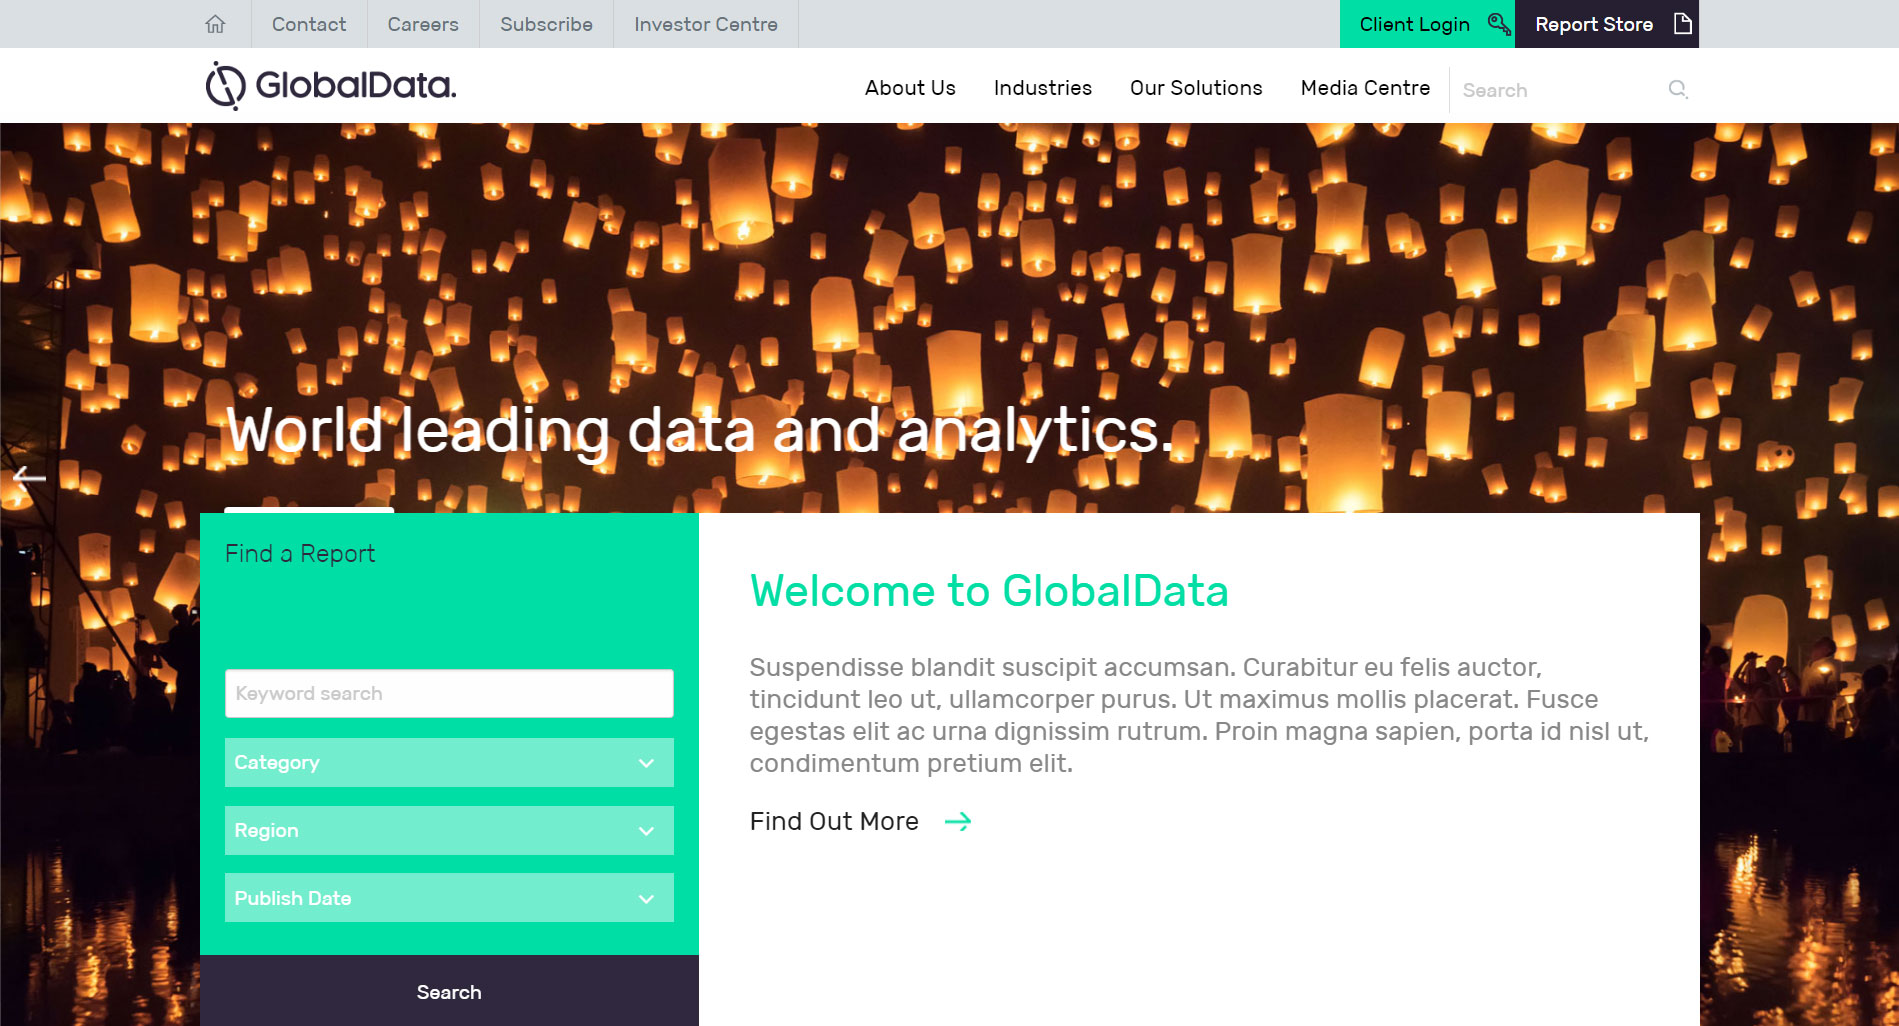 Contact
Careers
Subscribe
Investor Centre
Client Login
Report Store
GlobalData.
About Us
Industries
Our Solutions
Media Centre
Search
World leading data and analytics.
Find a Report
Keyword search
Category
Region
Publish Date
Search
Welcome to GlobalData
Suspendisse blandit suscipit accumsan. Curabitur eu felis auctor,
tincidunt leo ut, ullamcorper purus. Ut maximus mollis placerat. Fusce
egestas elit ac urna dignissim rutrum. Proin magna sapien, porta id nisl ut,
condimentum pretium elit.
Find Out More